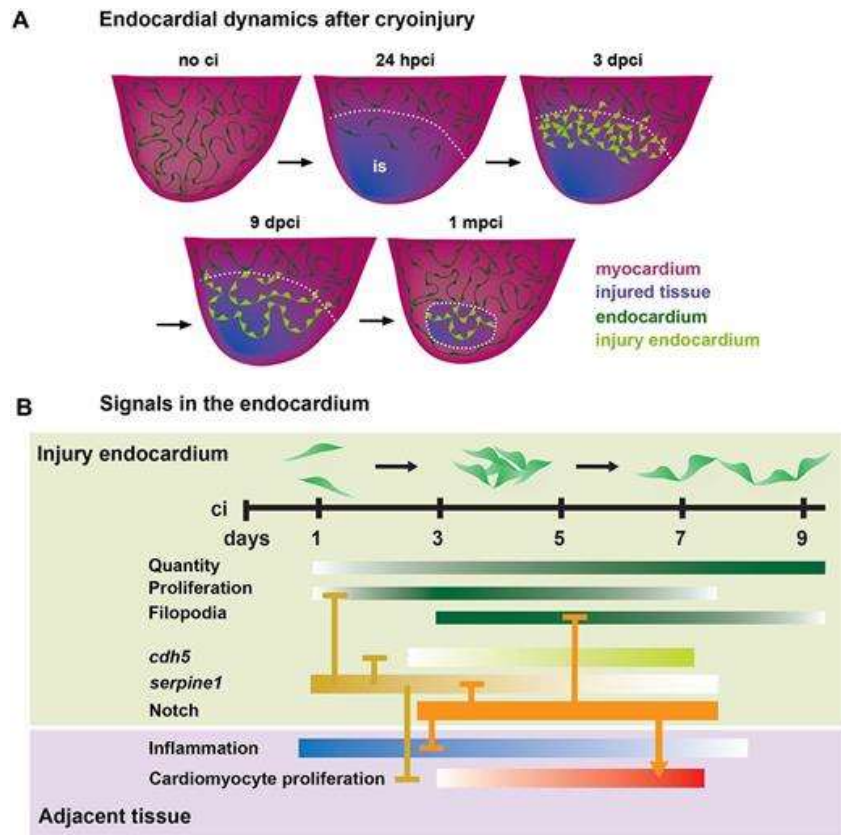 A Endocardial dynamics after cryoinjury
no ci 24 hpci 3 dpci
is
9 dpci 1 mpci
myocardium
injured tissue
endocardium
injury endocardium
B Signals in the endocardium
Injury endocardium
ci
days 1 3 5 7 9
Quantity
Proliferation
Filopodia
cdh5
serpine1
Notch
Inflammation
Cardiomyocyte proliferation
Adjacent tissue